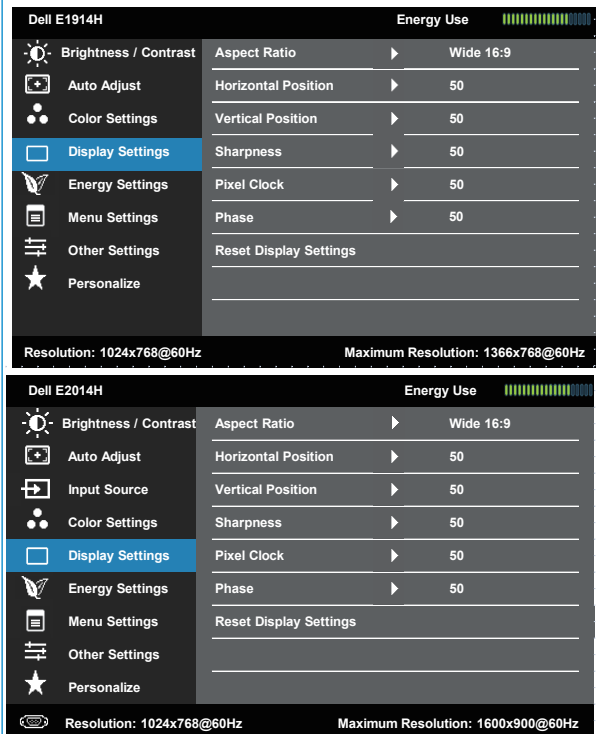 Dell E1914H Energy Use
Brightness / Contrast Aspect Ratio Wide 16:9
Auto Adjust Horizontal Position 50
Color Settings Vertical Position 50
Display Settings Sharpness 50
Energy Settings Pixel Clock 50
Menu Settings Phase 50
Other Settings Reset Display Settings
Personalize
Resolution: 1024x768@60Hz Maximum Resolution: 1366x768@60Hz
Dell E2014H Energy Use
Brightness / Contrast Aspect Ratio Wide 16:9
Auto Adjust Horizontal Position 50
Input Source Vertical Position 50
Color Settings Sharpness 50
Display Settings Pixel Clock 50
Energy Settings Phase 50
Menu Settings Reset Display Settings
Other Settings
Personalize
Resolution: 1024x768@60Hz Maximum Resolution: 1600x900@60Hz